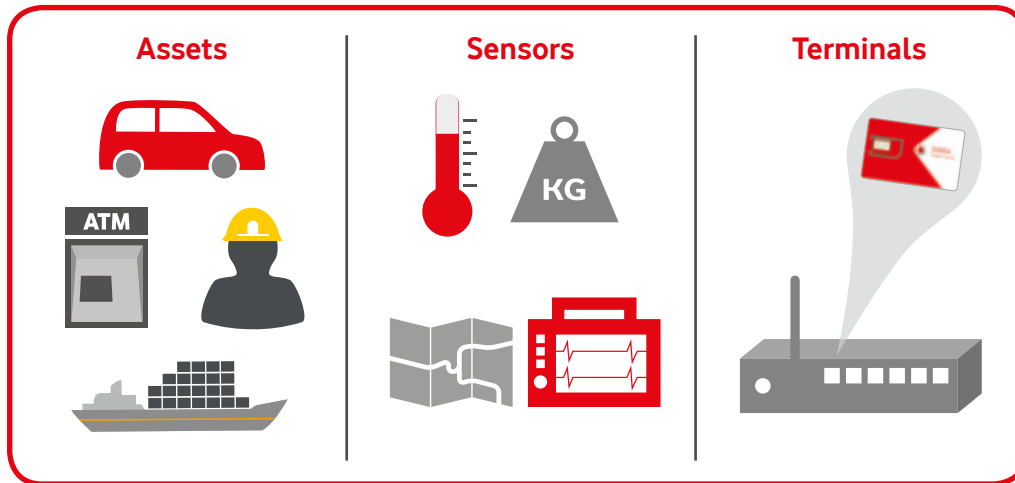 Assets
Sensors
Terminals
ATM
KG